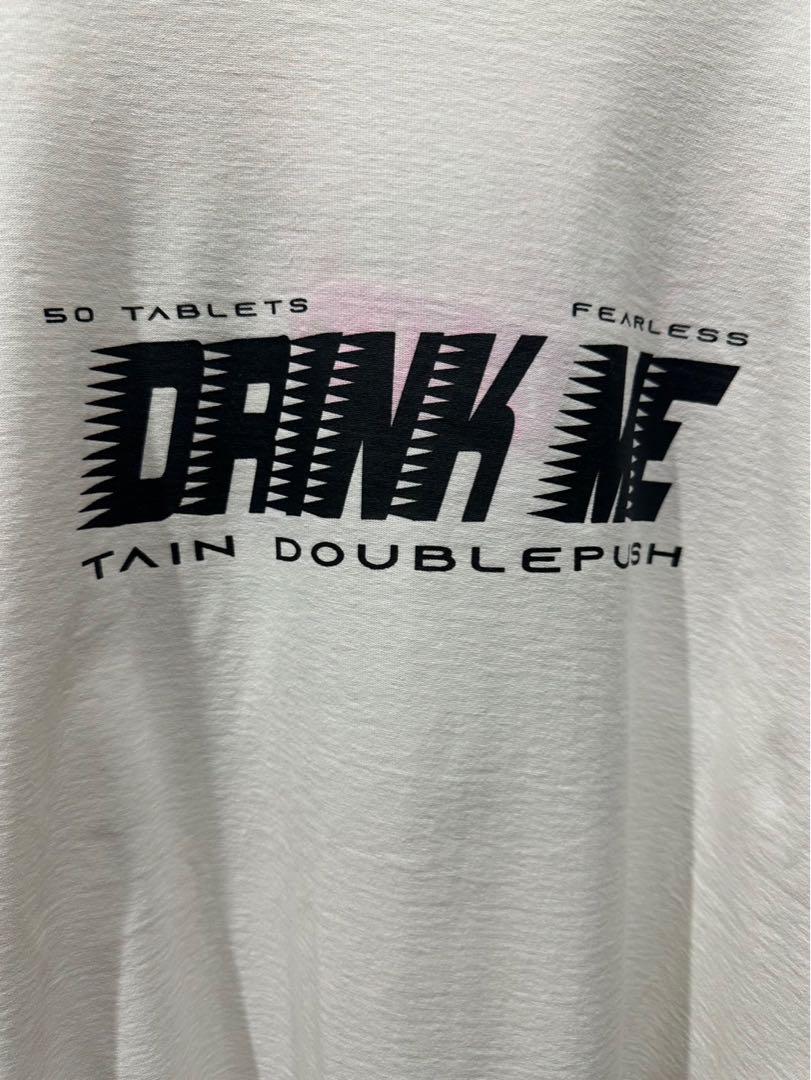 50 TABLETS FEARLESS
DRINK ME
TAIN DOUBLEPUSH